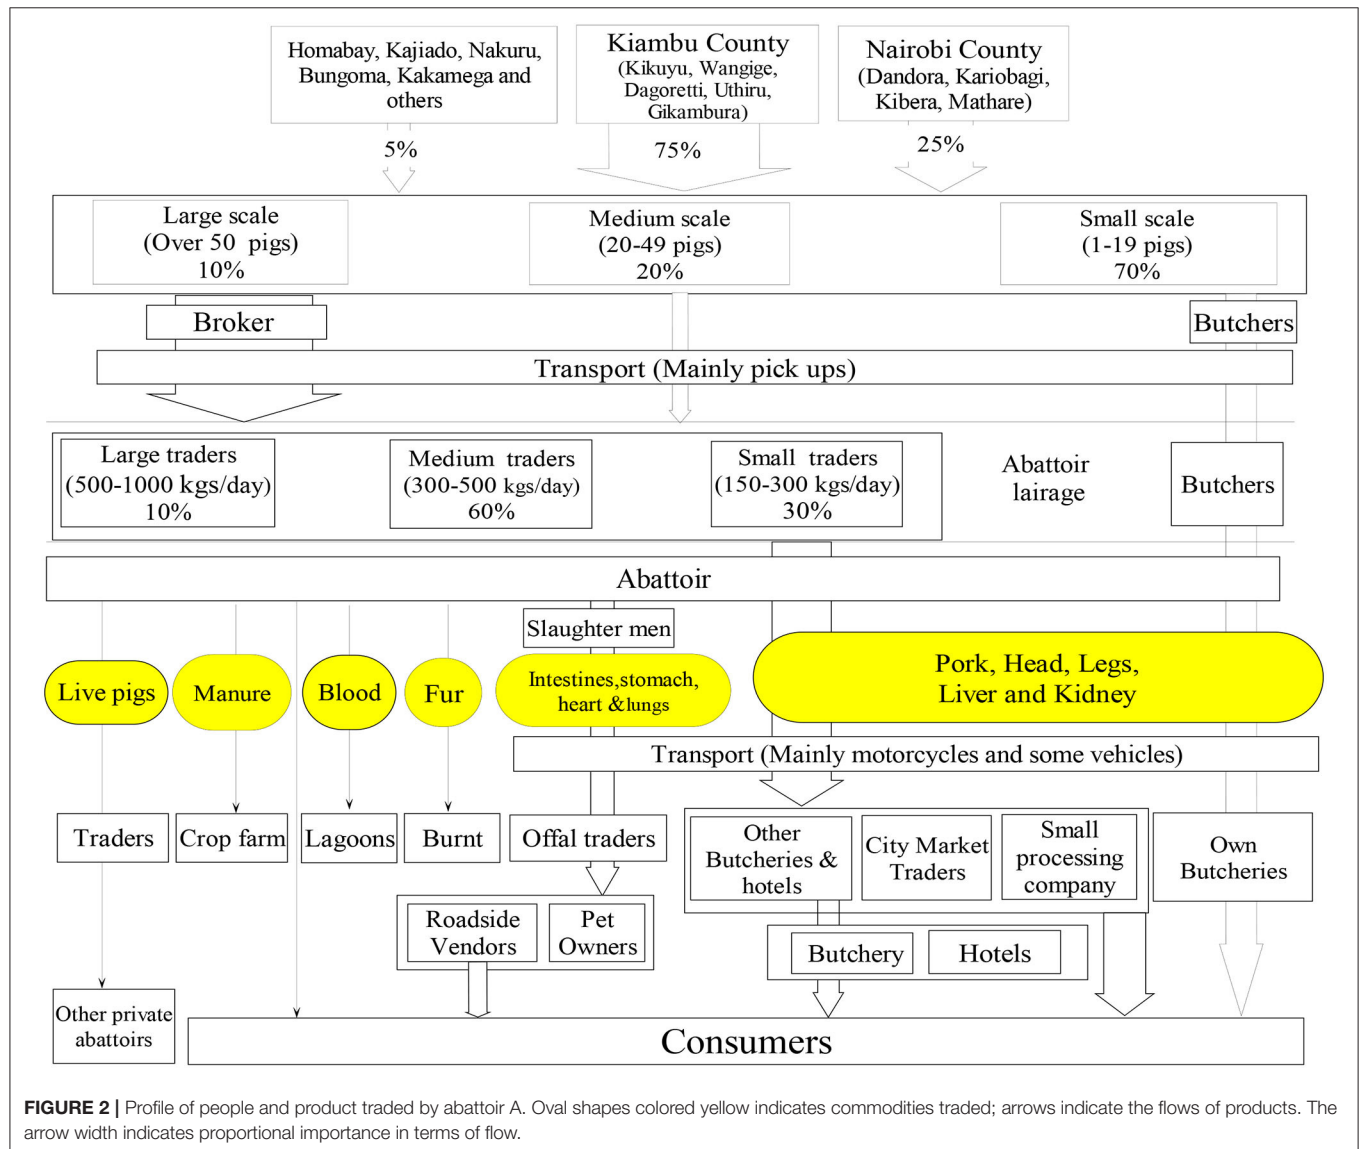 Homabay, Kajiado, Nakuru,
Bungoma, Kakamega and
others
Kiambu County
(Kikuyu, Wangige,
Dagoretti, Uthiru,
Gikambura)
Nairobi County
(Dandora, Kariobagi,
Kibera, Mathare)
5%
75%
25%
Large scale
(Over 50 pigs)
10%
Medium scale
(20-49 pigs)
20%
Small scale
(1-19 pigs)
70%
Broker
Butchers
Transport (Mainly pick ups)
Large traders
(500-1000 kgs/day)
10%
Medium traders
(300-500 kgs/day)
60%
Small traders
(150-300 kgs/day)
30%
Abattoir
lairage
Butchers
Abattoir
Slaughter men
Live pigs
Manure
Blood
Fur
Intestines,stomach,
heart &lungs
Pork, Head, Legs,
Liver and Kidney
Transport (Mainly motorcycles and some vehicles)
Traders
Crop farm
Lagoons
Burnt
Offal traders
Other
Butcheries &
hotels
City Market
Traders
Small
processing
company
Own
Butcheries
Roadside
Vendors
Pet
Owners
Butchery
Hotels
Other private
abattoirs
Consumers
FIGURE 2 | Profile of people and product traded by abattoir A. Oval shapes colored yellow indicates commodities traded; arrows indicate the flows of products. The
arrow width indicates proportional importance in terms of flow.